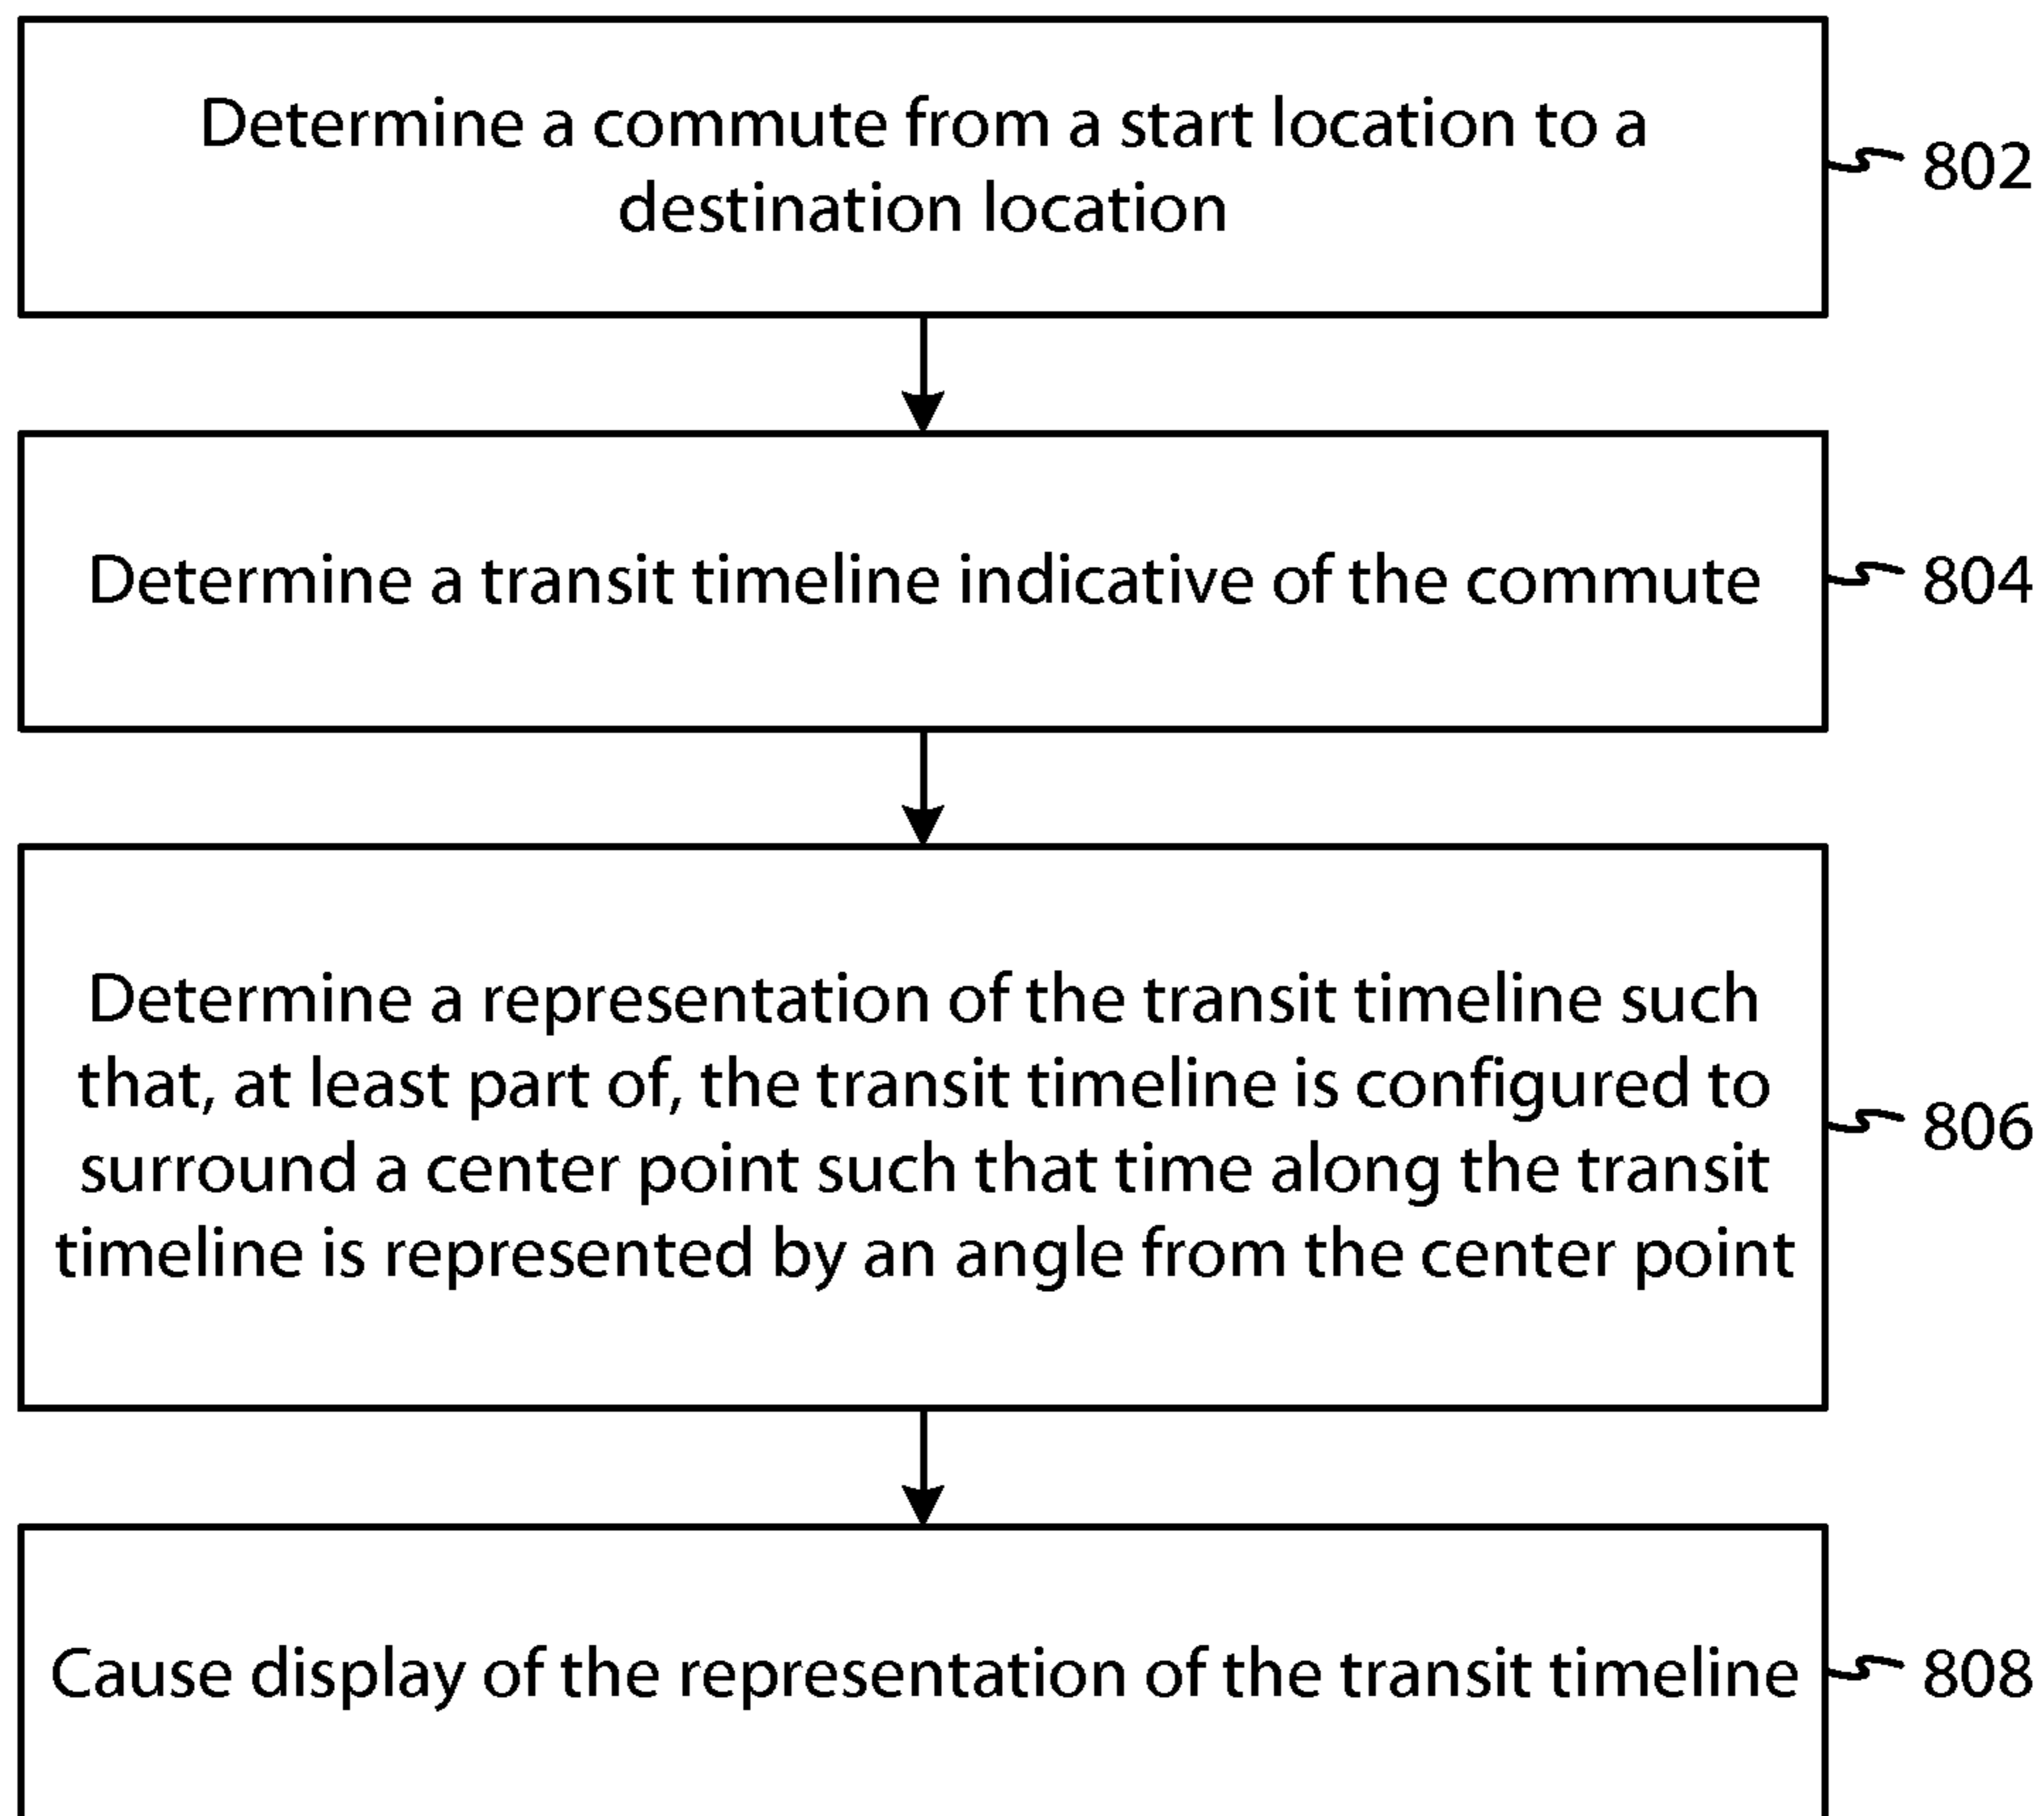 Determine a commute from a start location to a
destination location
802
Determine a transit timeline indicative of the commute
804
Determine a representation of the transit timeline such
that, at least part of, the transit timeline is configured to
surround a center point such that time along the transit
timeline is represented by an angle from the center point
806
Cause display of the representation of the transit timeline
808